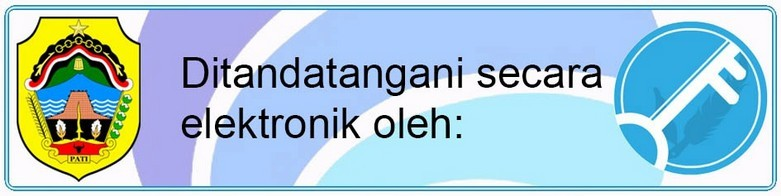 Ditandatangani secara
elektronik oleh:
PATI